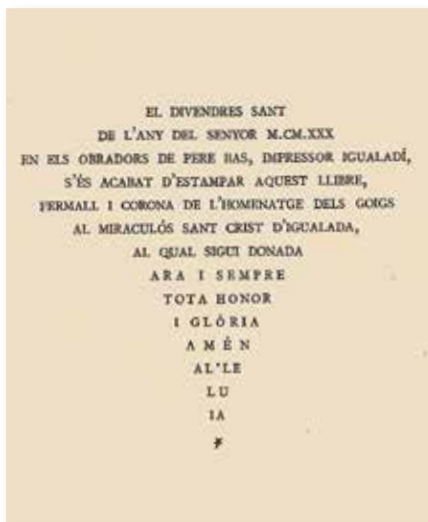 EL DIVENDRES SANT
DE L'ANY DEL SENYOR M.CM.XXX
EN ELS OBRADORS DE PERE BAS, IMPRESSOR IGUALADÍ,
S'ÉS ACABAT D'ESTAMPAR AQUEST LLIBRE,
FERMALL I CORONA DE L'HOMENATGE DELS GOIGS
AL MIRACULÓS SANT CRIST D'IGUALADA,
AL QUAL SIGUI DONADA
ARA I SEMPRE
TOTA HONOR
I GLÒRIA
AMÉN
AL'LE
LU
IA